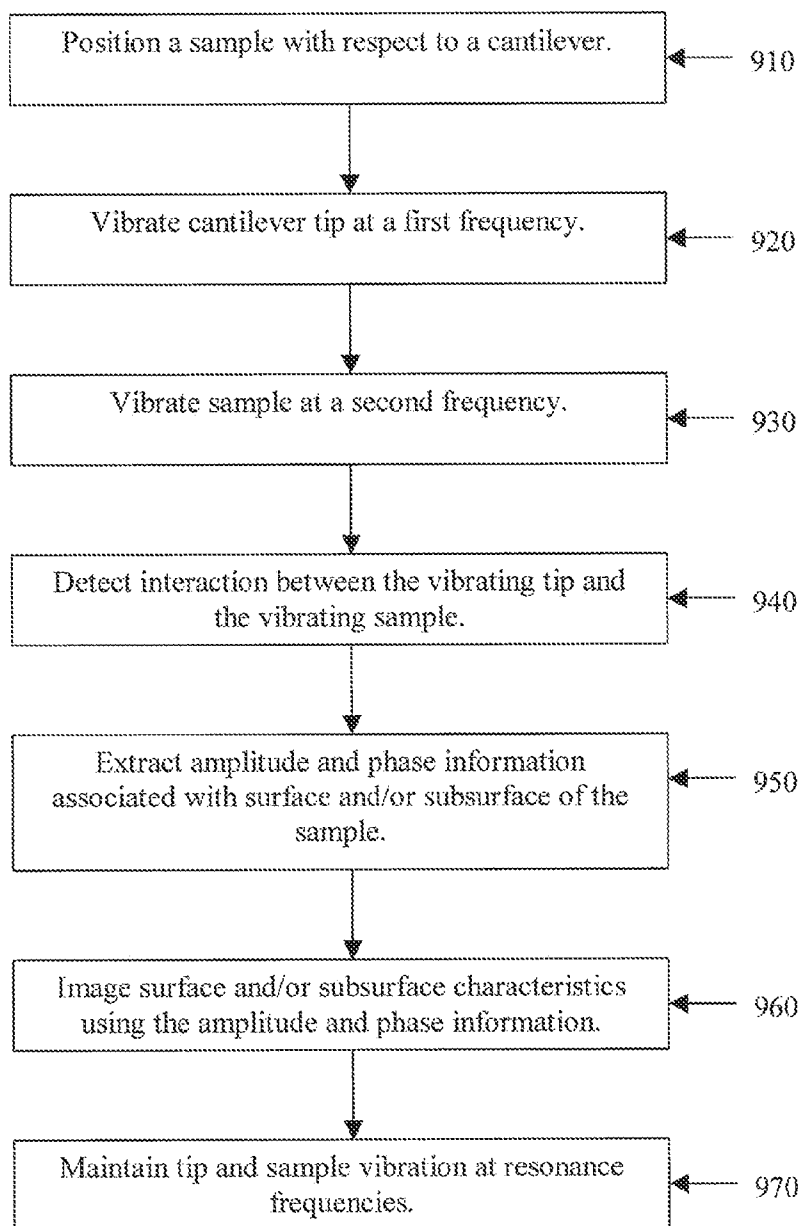 Position a sample with respect to a cantilever.
910
Vibrate cantilever tip at a first frequency.
920
Vibrate sample at a second frequency.
930
Detect interaction between the vibrating tip and
the vibrating sample.
940
Extract amplitude and phase information
associated with surface and/or subsurface of the
sample.
950
Image surface and/or subsurface characteristics
using the amplitude and phase information.
960
Maintain tip and sample vibration at resonance
frequencies.
970